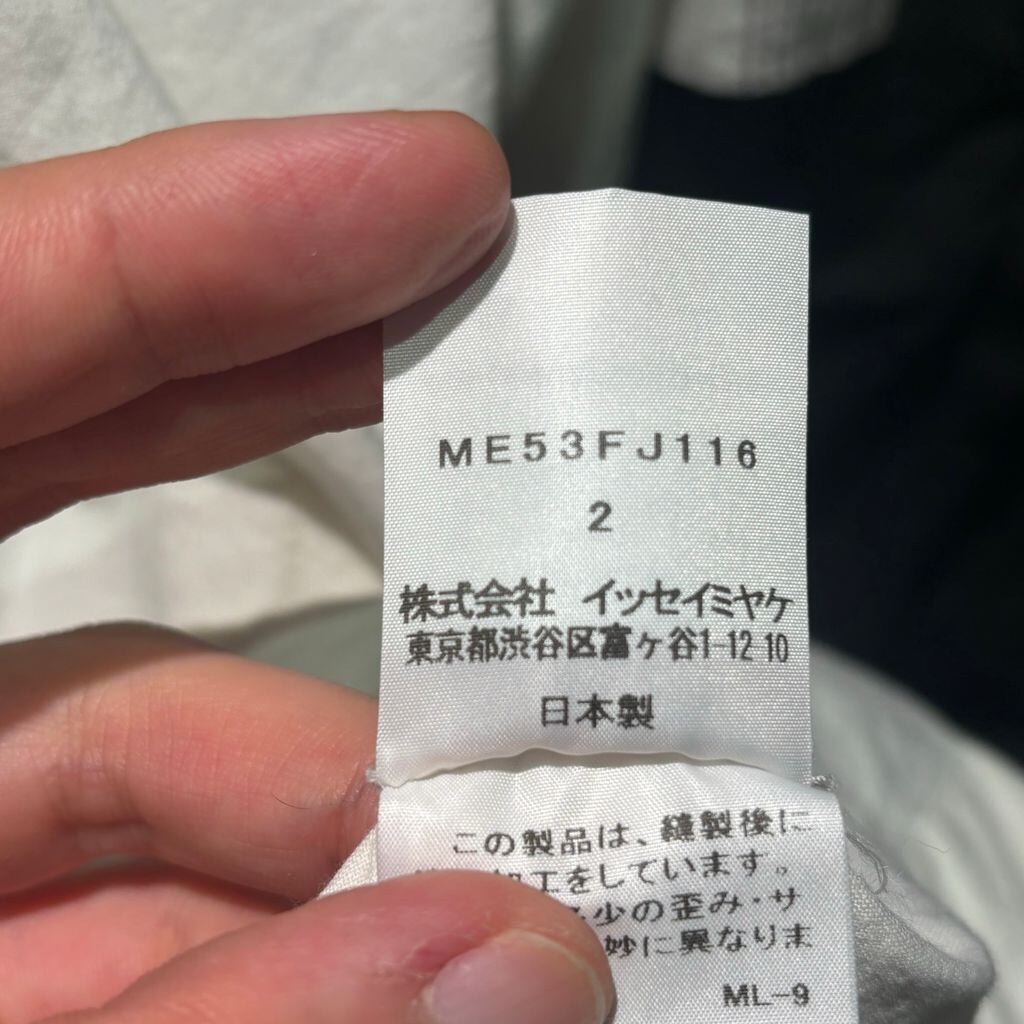 ME53FJ116
2
株式会社 イッセイミヤケ
東京都渋谷区富ヶ谷1-12 10
日本製
この製品は、縫製後に
加工をしています。
少の歪み・サ
妙に異なりま
ML-9